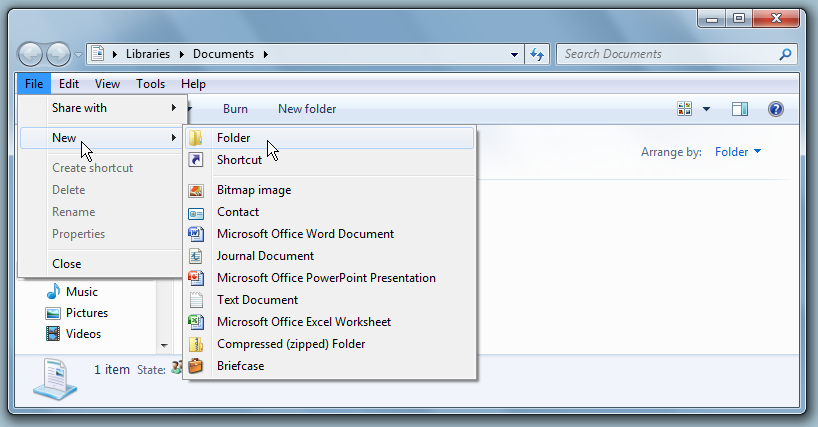 Libraries Documents
Search Documents
File Edit View Tools Help
Share with
Burn New folder
New
Create shortcut
Delete
Rename
Properties
Close
Folder
Shortcut
Bitmap image
Contact
Microsoft Office Word Document
Journal Document
Microsoft Office PowerPoint Presentation
Text Document
Microsoft Office Excel Worksheet
Compressed (zipped) Folder
Briefcase
Arrange by: Folder
Music
Pictures
Videos
1 item State: